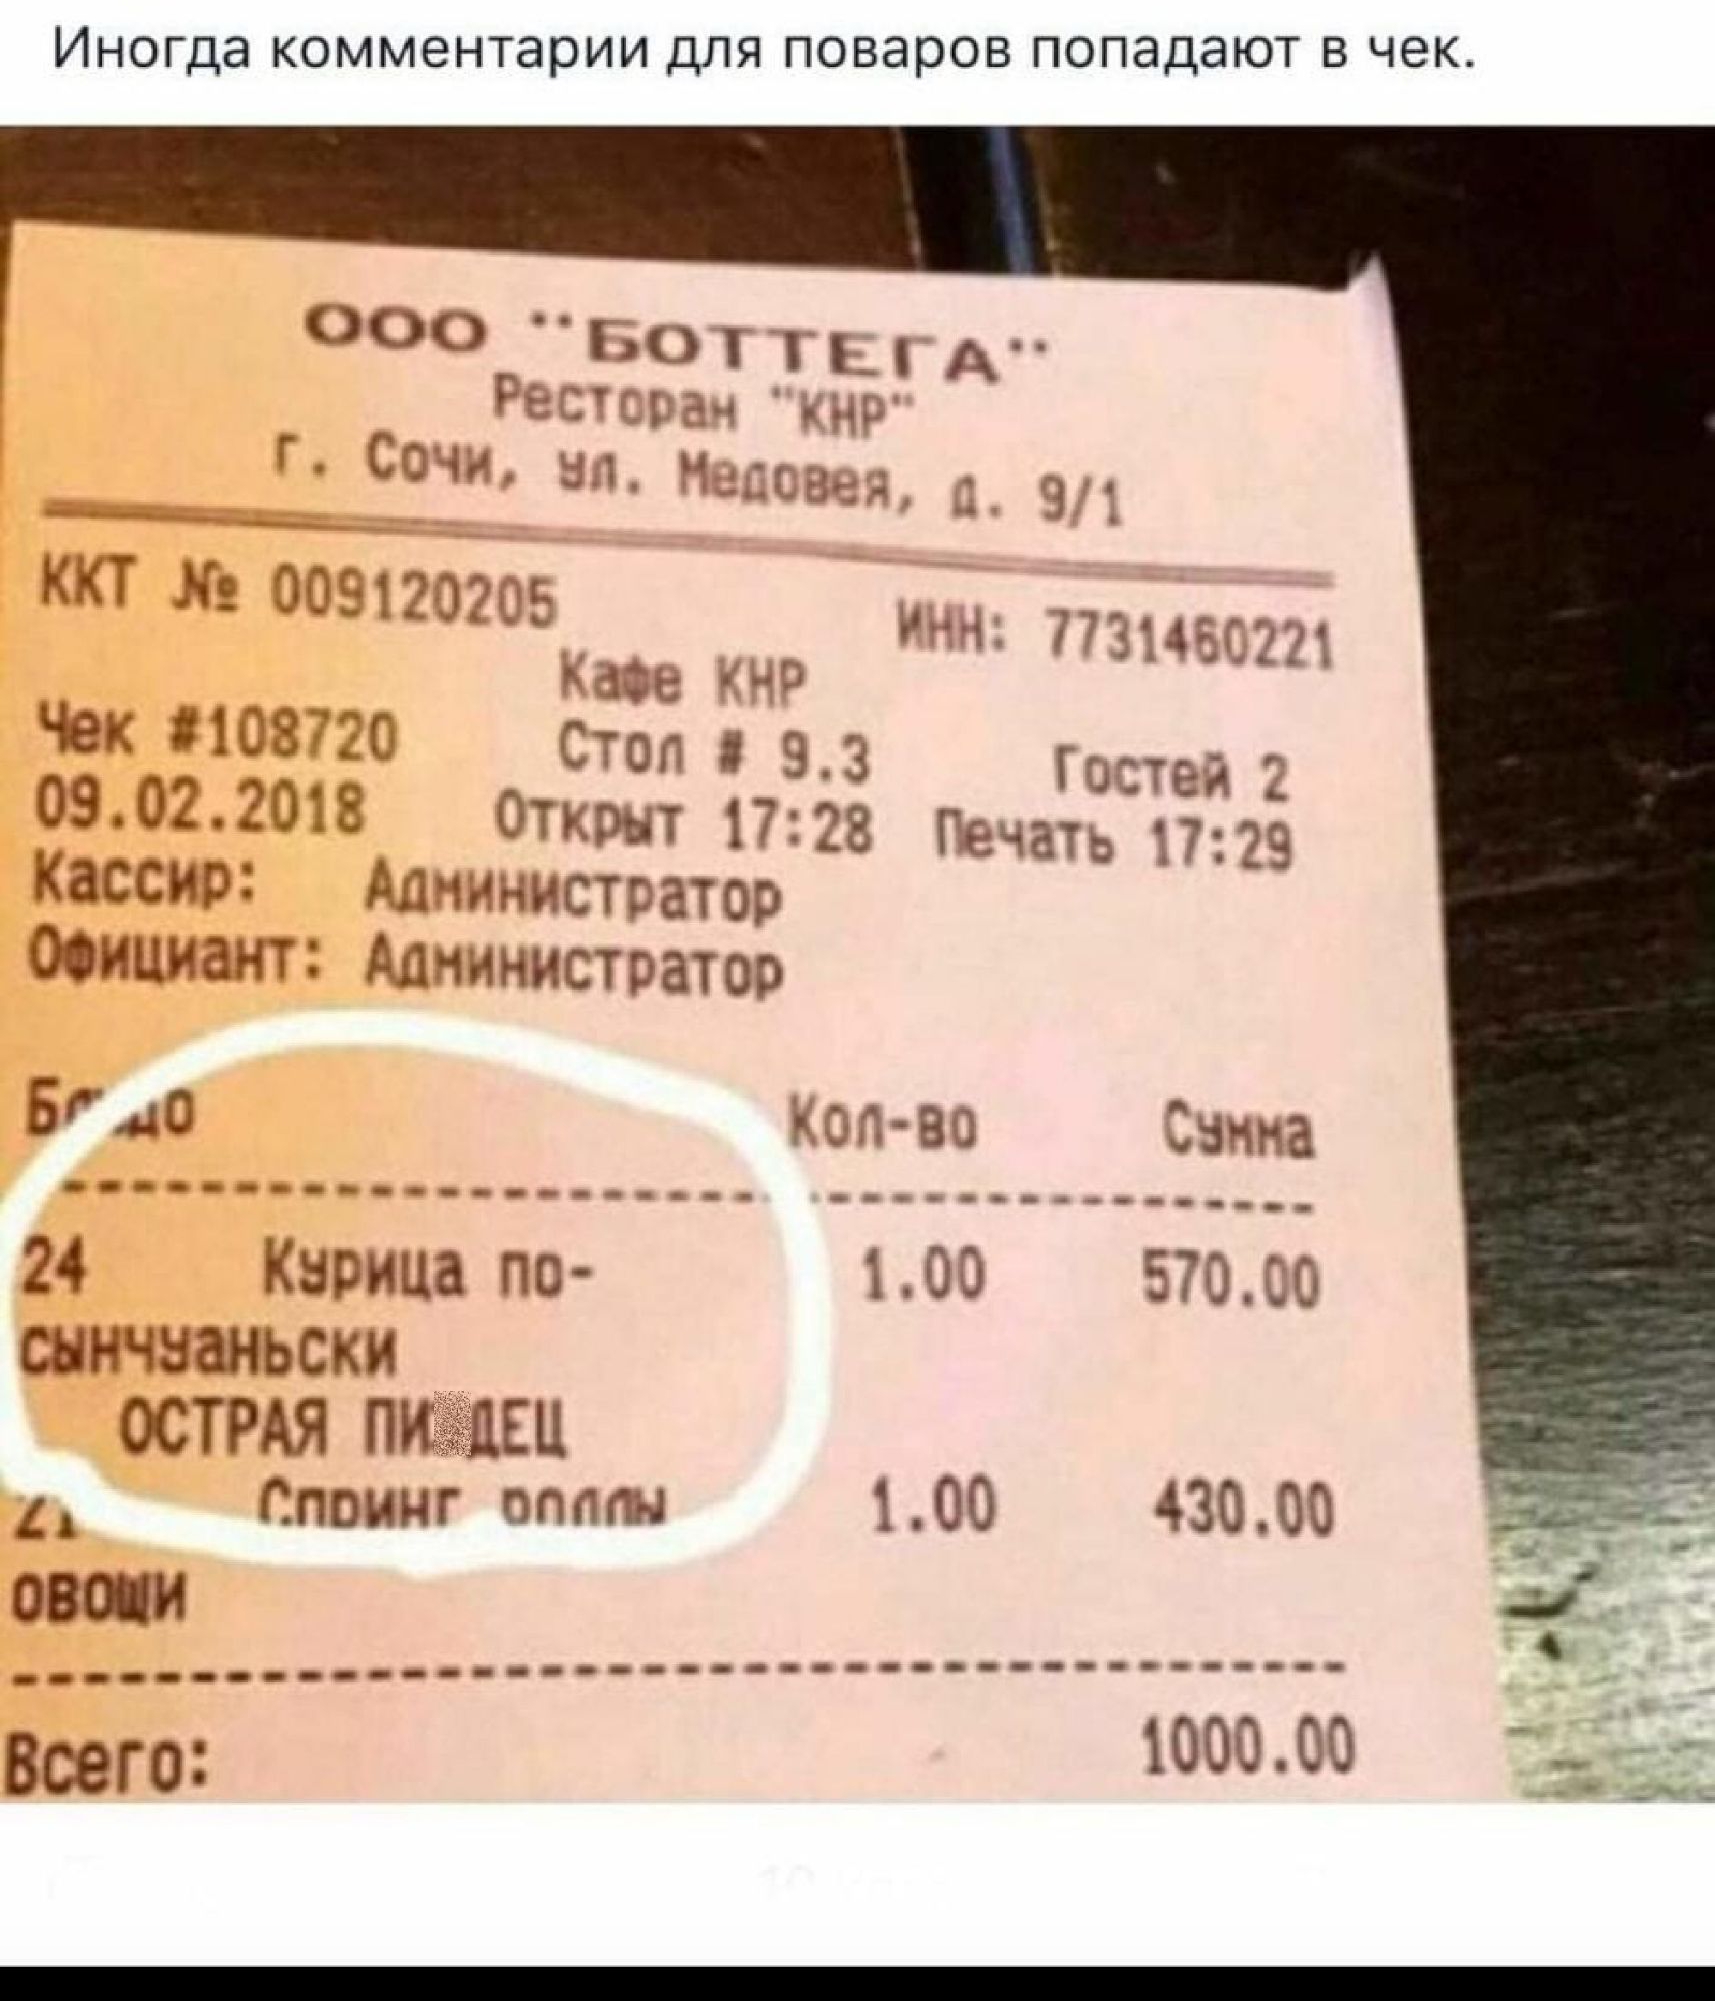 Иногда комментарии для поваров попадают в чек.
ООО "БОТТЕГА"
Ресторан "КНР"
г. Сочи, ул. Медовея, д. 9/1
ККТ № 009120205 ИНН: 7731460221
Кафе КНР
Чек #108720 Стол # 9.3 Гостей 2
09.02.2018 Открыт 17:28 Печать 17:29
Кассир: Администратор
Официант: Администратор
Блюдо Кол-во Сумма
24 Курица по- 1.00 570.00
сынчуаньски
ОСТРАЯ
Спринг роллы 1.00 430.00
овощи
Всего: 1000.00